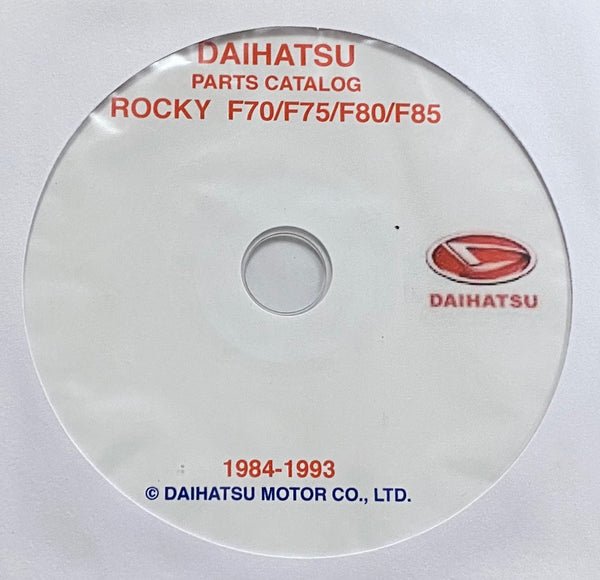 DAIHATSU
PARTS CATALOG
ROCKY F70/F75/F80/F85
DAIHATSU
1984-1993
© DAIHATSU MOTOR CO., LTD.